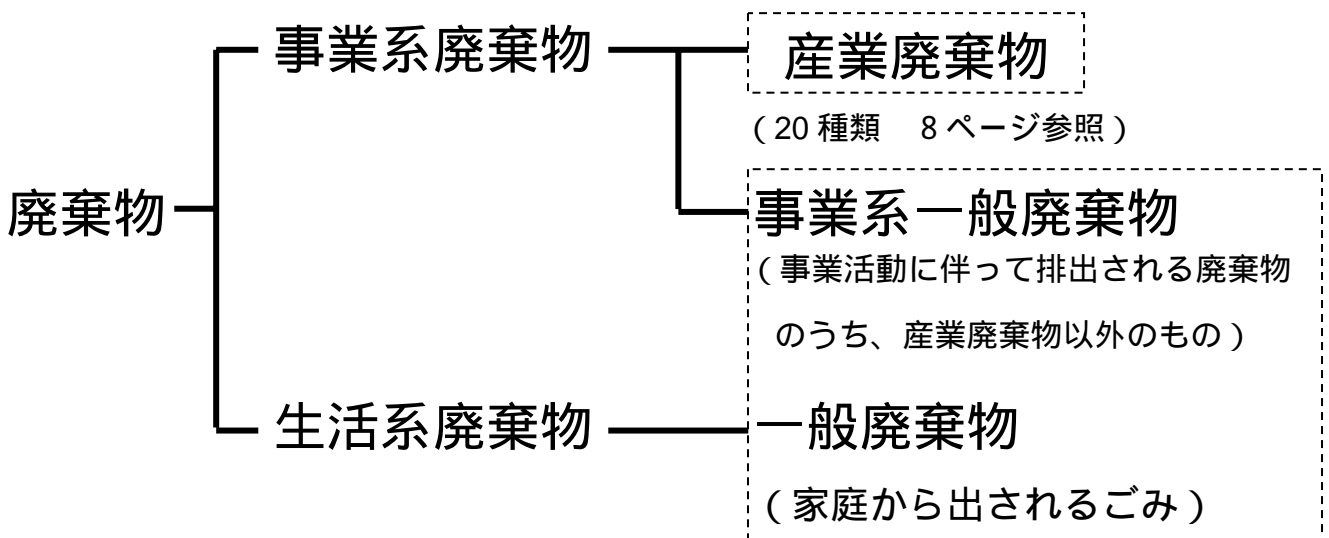 事業系廃棄物
産業廃棄物
（20 種類　8 ページ参照）
廃棄物
事業系一般廃棄物
（事業活動に伴って排出される廃棄物
のうち、産業廃棄物以外のもの）
生活系廃棄物
一般廃棄物
（家庭から出されるごみ）